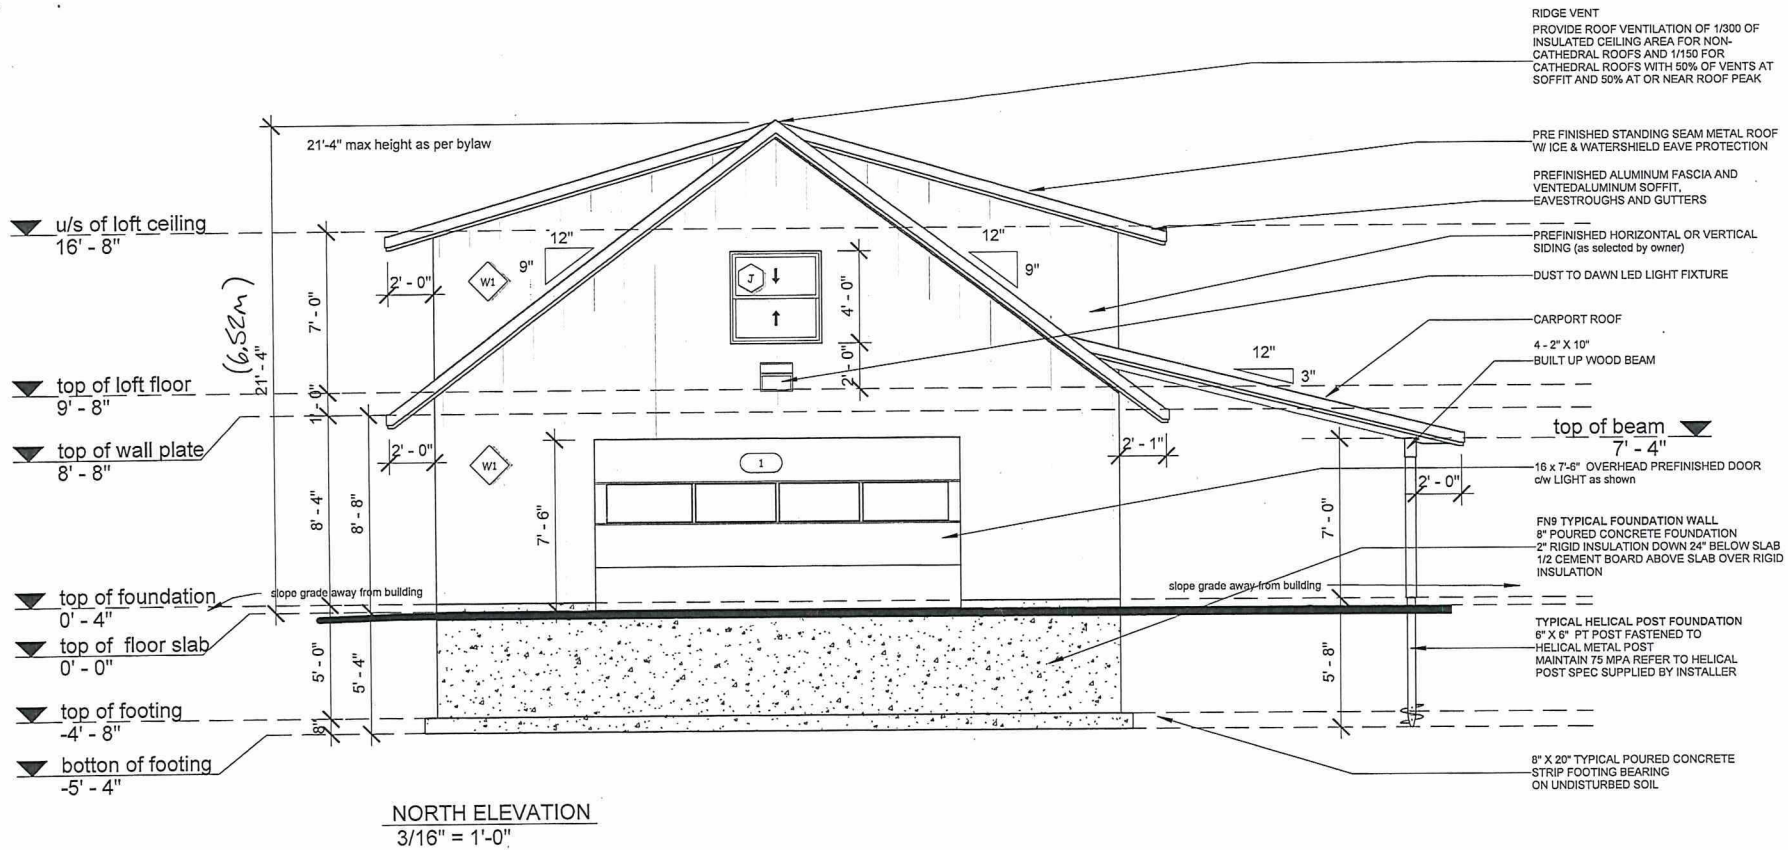 RIDGE VENT
PROVIDE ROOF VENTILATION OF 1/300 OF
INSULATED CEILING AREA FOR NON-
CATHEDRAL ROOFS AND 1/150 FOR
CATHEDRAL ROOFS WITH 50% OF VENTS AT
SOFFIT AND 50% AT OR NEAR ROOF PEAK
21'-4" max height as per bylaw
PRE FINISHED STANDING SEAM METAL ROOF
W/ ICE & WATERSHIELD EAVE PROTECTION
PREFINISHED ALUMINUM FASCIA AND
VENTEDALUMINUM SOFFIT,
EAVESTROUGHS AND GUTTERS
u/s of loft ceiling
16' - 8"
12"
9"
12"
9"
PREFINISHED HORIZONTAL OR VERTICAL
SIDING (as selected by owner)
2' - 0"
W1
J
DUST TO DAWN LED LIGHT FIXTURE
7' - 0"
4' - 0"
(6,52m)
21'-4"
CARPORT ROOF
4 - 2" X 10"
BUILT UP WOOD BEAM
12"
3"
2'- 0"
top of loft floor
9' - 8"
1' - 0"
top of beam
7' - 4"
top of wall plate
8' - 8"
2' - 0"
W1
1
2' - 1"
16 x 7'-6" OVERHEAD PREFINISHED DOOR
c/w LIGHT as shown
2' - 0"
8' - 4"
8' - 8"
7' - 6"
7' - 0"
FN9 TYPICAL FOUNDATION WALL
8" POURED CONCRETE FOUNDATION
2" RIGID INSULATION DOWN 24" BELOW SLAB
1/2 CEMENT BOARD ABOVE SLAB OVER RIGID
INSULATION
slope grade away from building
slope grade away from building
top of foundation
0' - 4"
top of floor slab
0' - 0"
TYPICAL HELICAL POST FOUNDATION
6" X 6" PT POST FASTENED TO
HELICAL METAL POST
MAINTAIN 75 MPA REFER TO HELICAL
POST SPEC SUPPLIED BY INSTALLER
5' - 0"
5' - 4"
5' - 8"
top of footing
-4' - 8"
8"
botton of footing
-5' - 4"
8" X 20" TYPICAL POURED CONCRETE
STRIP FOOTING BEARING
ON UNDISTURBED SOIL
NORTH ELEVATION
3/16" = 1'-0"